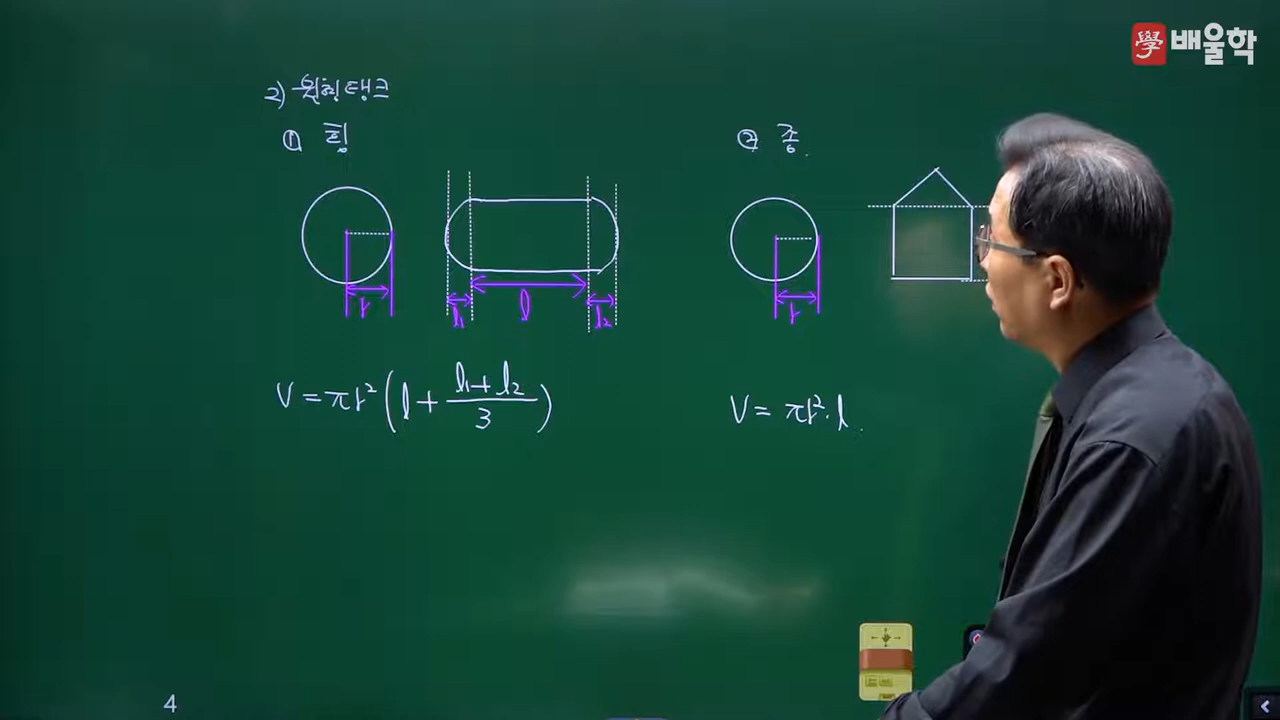 學 배울학
2) 원형탱크
① 횡
② 종.
r
l₁
l
l₂
r
V = πr²(l + (l₁+l₂)/3)
V = πr²·l.
4